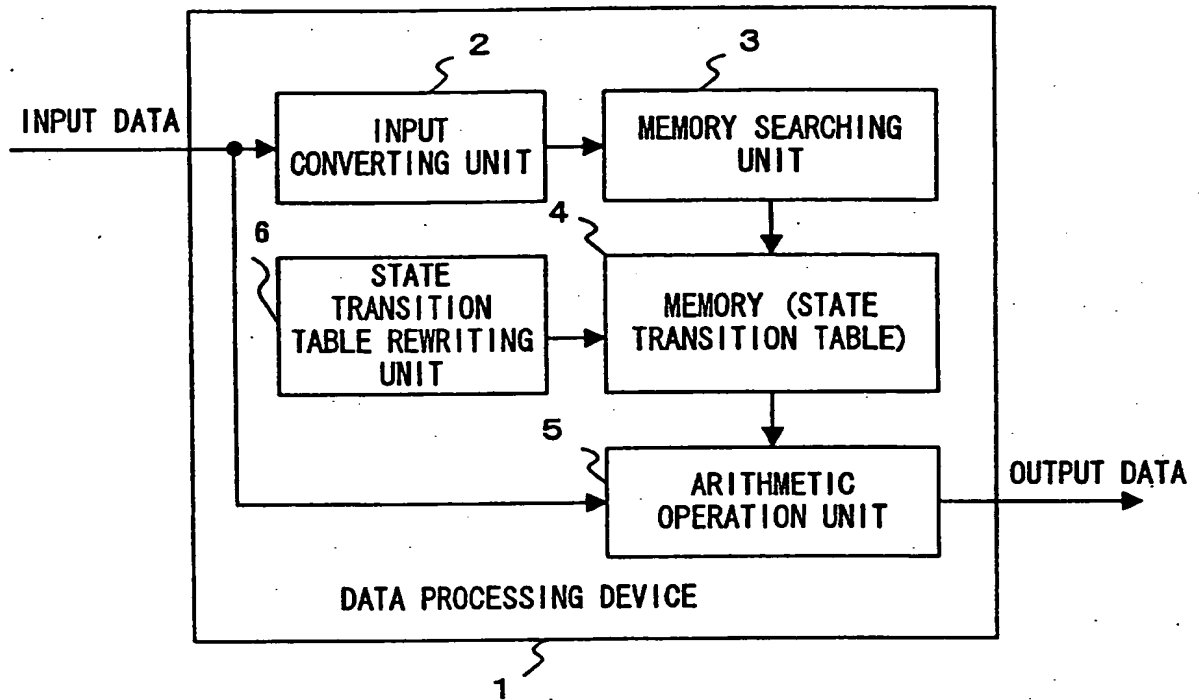 2
3
INPUT DATA
INPUT
CONVERTING UNIT
MEMORY SEARCHING
UNIT
4
6
STATE
TRANSITION
TABLE REWRITING
UNIT
MEMORY (STATE
TRANSITION TABLE)
5
ARITHMETIC
OPERATION UNIT
OUTPUT DATA
DATA PROCESSING DEVICE
1